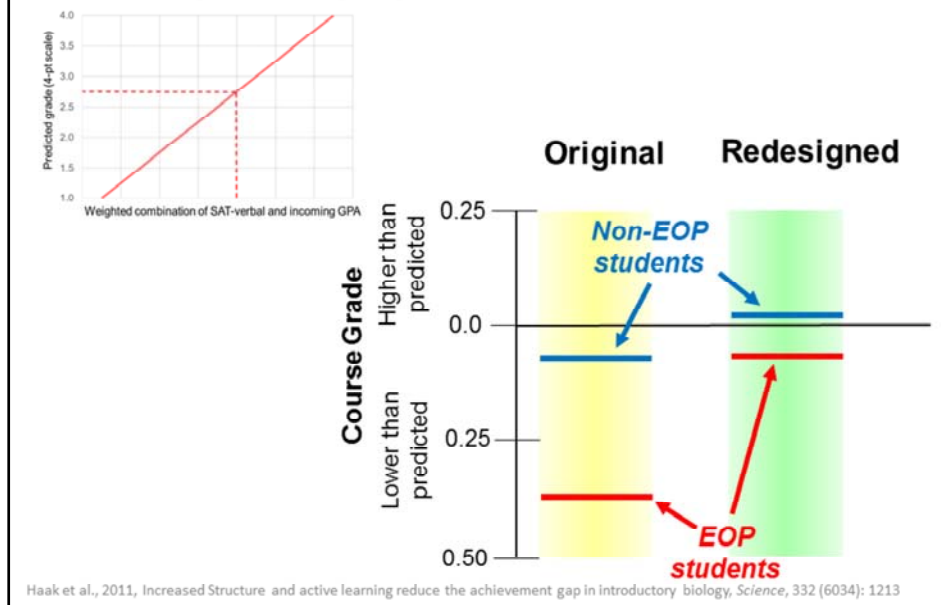 4.0
3.5
3.0
2.5
2.0
1.5
1.0
Predicted grade (4-pt scale)
Weighted combination of SAT-verbal and incoming GPA
Original
Redesigned
Course Grade
Higher than
predicted
Lower than
predicted
0.25
0.0
0.25
0.50
Non-EOP
students
EOP
students
Haak et al., 2011, Increased Structure and active learning reduce the achievement gap in introductory biology, Science, 332 (6034): 1213